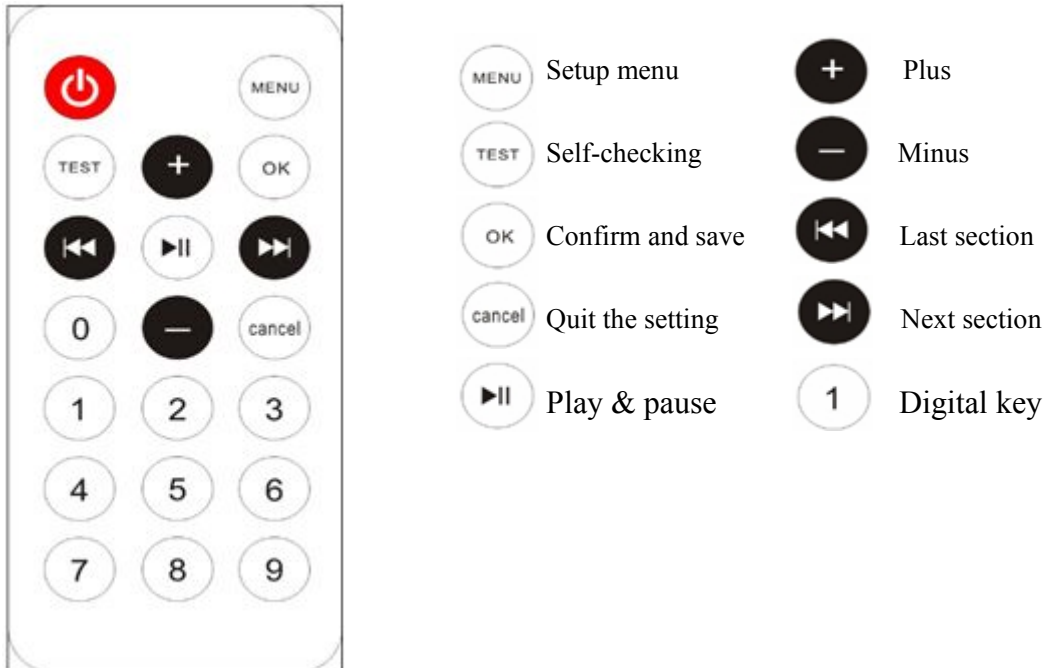 MENU
TEST + OK
0 – cancel
1 2 3
4 5 6
7 8 9
MENU Setup menu
+ Plus
TEST Self-checking
– Minus
OK Confirm and save
Last section
cancel Quit the setting
Next section
Play & pause
1 Digital key